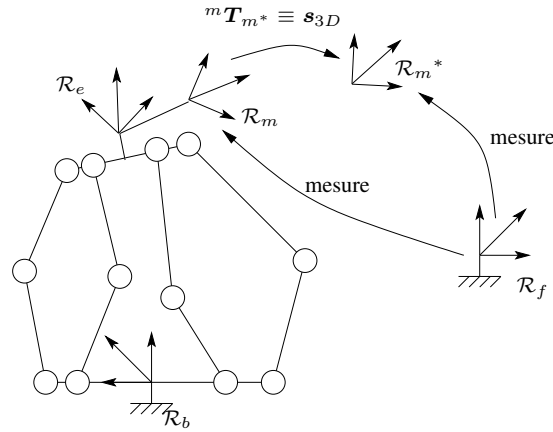 ᵐT_{m*} ≡ s_{3D}
ℛ_e
ℛ_{m*}
ℛ_m
mesure
mesure
ℛ_f
ℛ_b